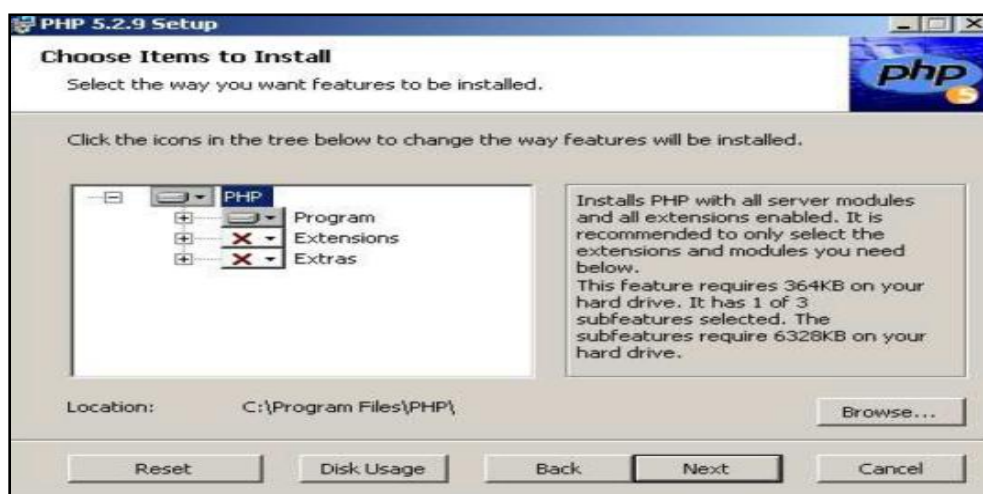 PHP 5.2.9 Setup
Choose Items to Install
Select the way you want features to be installed.
php
5
Click the icons in the tree below to change the way features will be installed.
PHP
Program
Extensions
Extras
Installs PHP with all server modules
and all extensions enabled. It is
recommended to only select the
extensions and modules you need
below.
This feature requires 364KB on your
hard drive. It has 1 of 3
subfeatures selected. The
subfeatures require 6328KB on your
hard drive.
Location: C:\Program Files\PHP\
Browse...
Reset Disk Usage Back Next Cancel